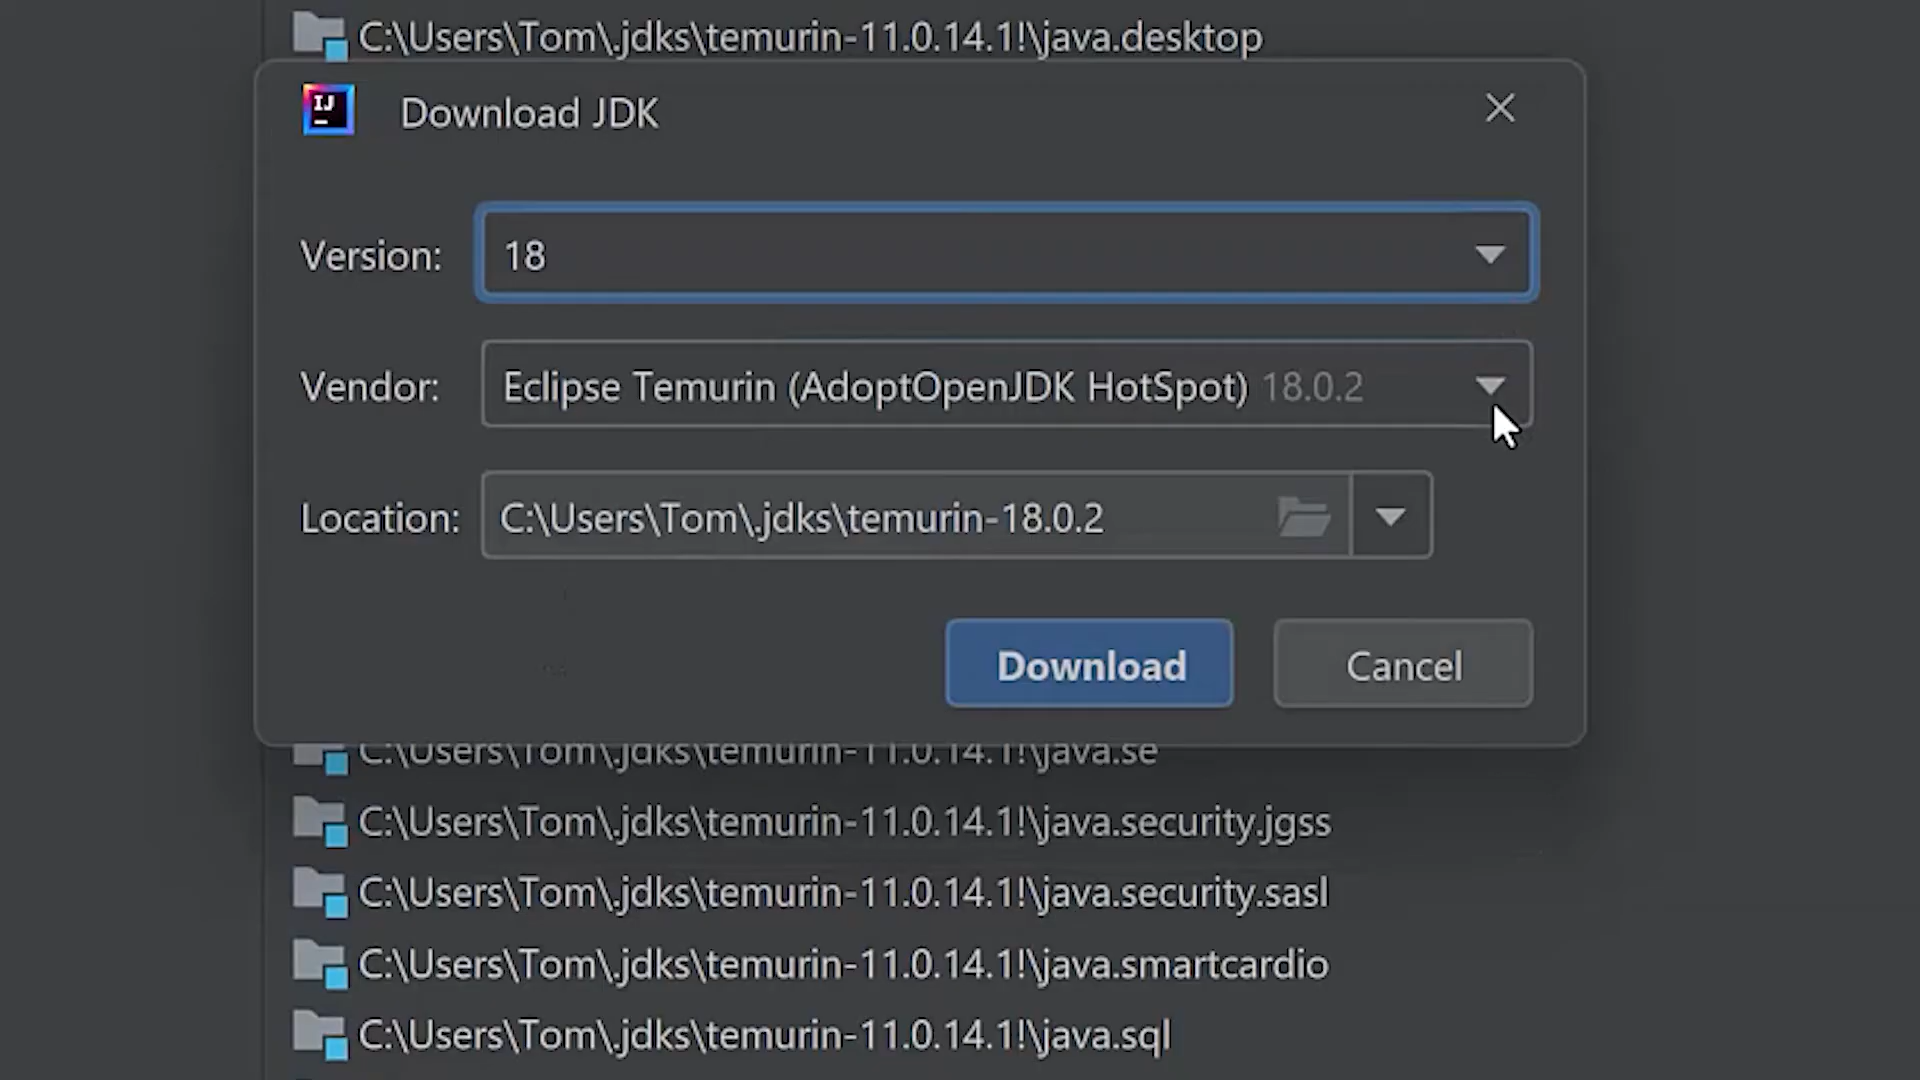 C:\Users\Tom\.jdks\temurin-11.0.14.1!\java.desktop
IJ
Download JDK
Version: 18
Vendor: Eclipse Temurin (AdoptOpenJDK HotSpot) 18.0.2
Location: C:\Users\Tom\.jdks\temurin-18.0.2
Download Cancel
C:\Users\Tom\.jdks\temurin-11.0.14.1!\java.se
C:\Users\Tom\.jdks\temurin-11.0.14.1!\java.security.jgss
C:\Users\Tom\.jdks\temurin-11.0.14.1!\java.security.sasl
C:\Users\Tom\.jdks\temurin-11.0.14.1!\java.smartcardio
C:\Users\Tom\.jdks\temurin-11.0.14.1!\java.sql